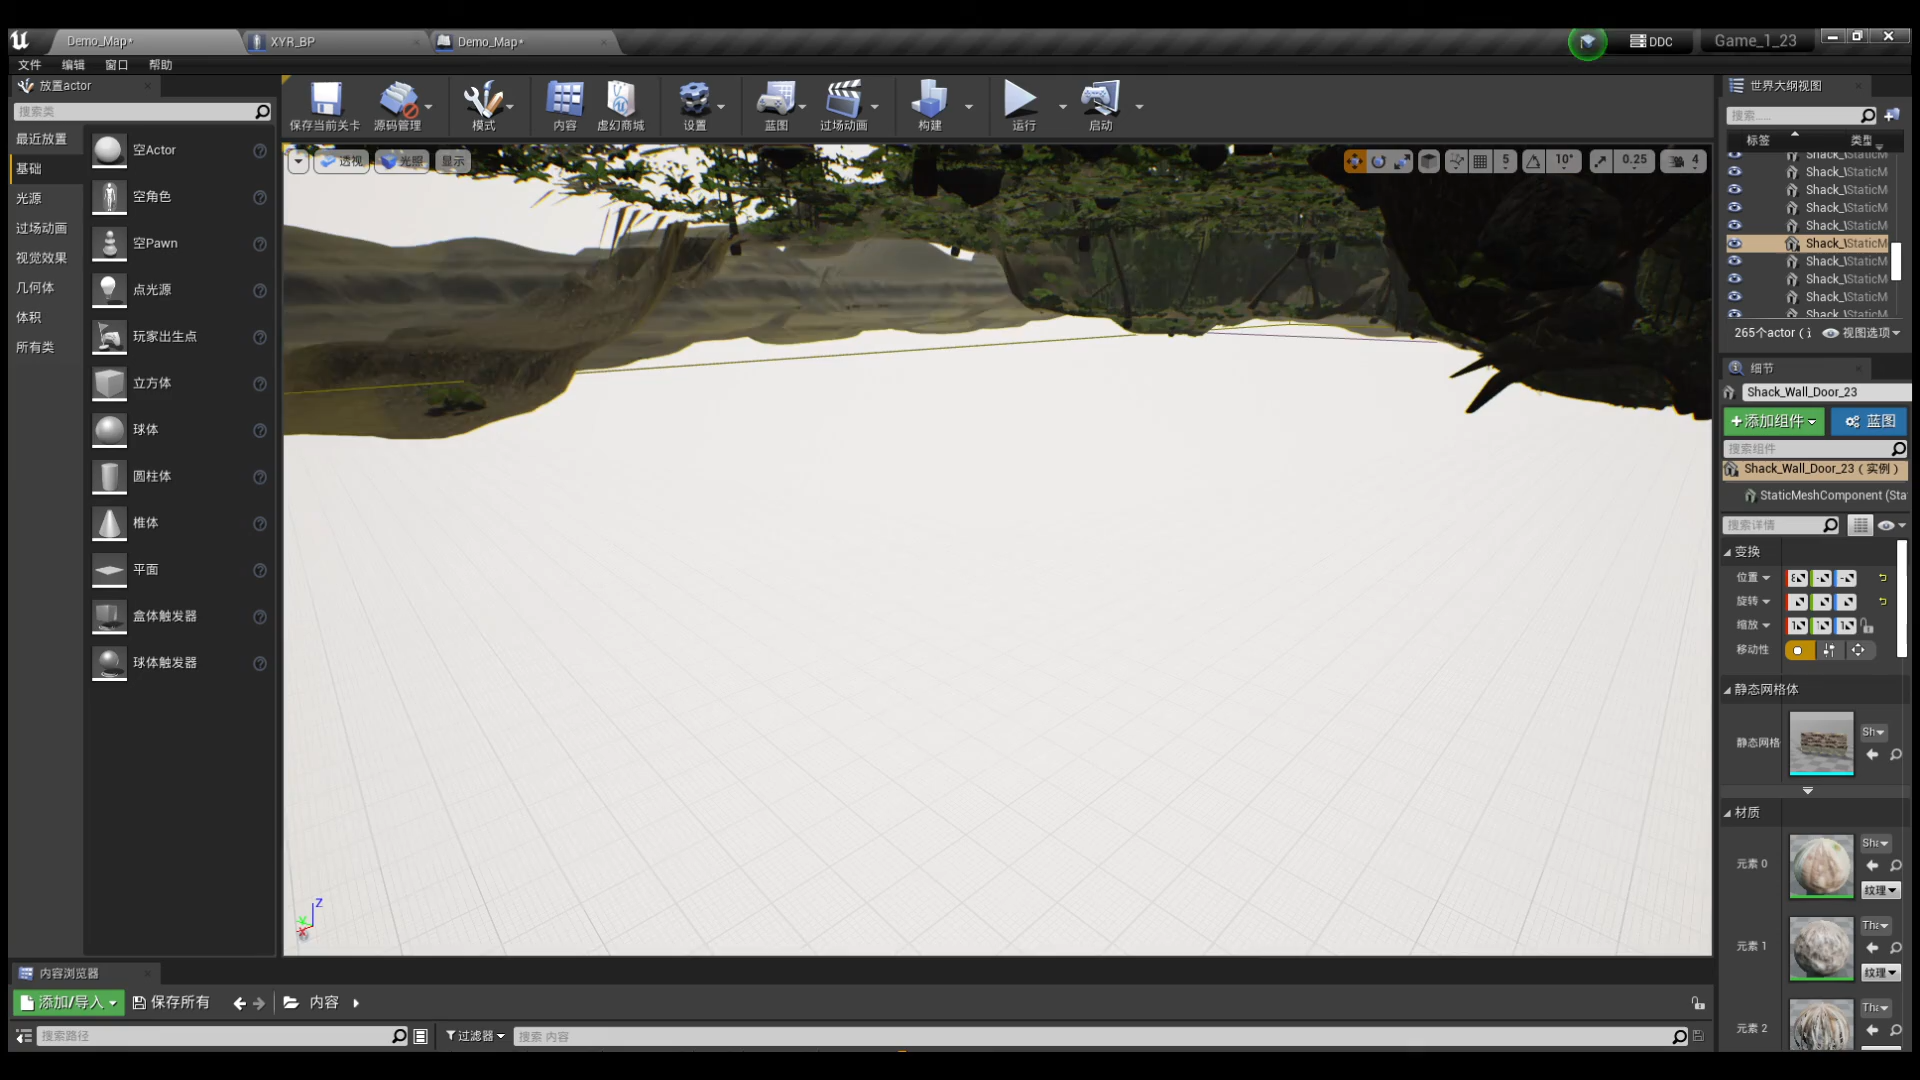 Demo_Map*
XYR_BP
Demo_Map*
DDC
Game_1_23
文件
编辑
窗口
帮助
放置actor
搜索类
最近放置
基础
光源
过场动画
视觉效果
几何体
体积
所有类
空Actor
空角色
空Pawn
点光源
玩家出生点
立方体
球体
圆柱体
椎体
平面
盒体触发器
球体触发器
保存当前关卡
源码管理
模式
内容
虚幻商城
设置
蓝图
过场动画
构建
运行
启动
透视
光照
显示
5
10°
0.25
4
Z
Y
X
世界大纲视图
搜索......
标签
类型
Shack_\StaticM
Shack_\StaticM
Shack_\StaticM
Shack_\StaticM
Shack_\StaticM
Shack_\StaticM
Shack_\StaticM
Shack_\StaticM
Shack_\StaticM
Shack_\StaticM
265个actor
视图选项
细节
Shack_Wall_Door_23
+添加组件
蓝图
搜索组件
Shack_Wall_Door_23（实例）
StaticMeshComponent (Sta
搜索详情
变换
位置
旋转
缩放
移动性
静态网格体
静态网格
Sh
材质
元素 0
Sha
纹理
元素 1
Tha
纹理
元素 2
Tha
内容浏览器
添加/导入
保存所有
内容
搜索路径
过滤器
搜索 内容